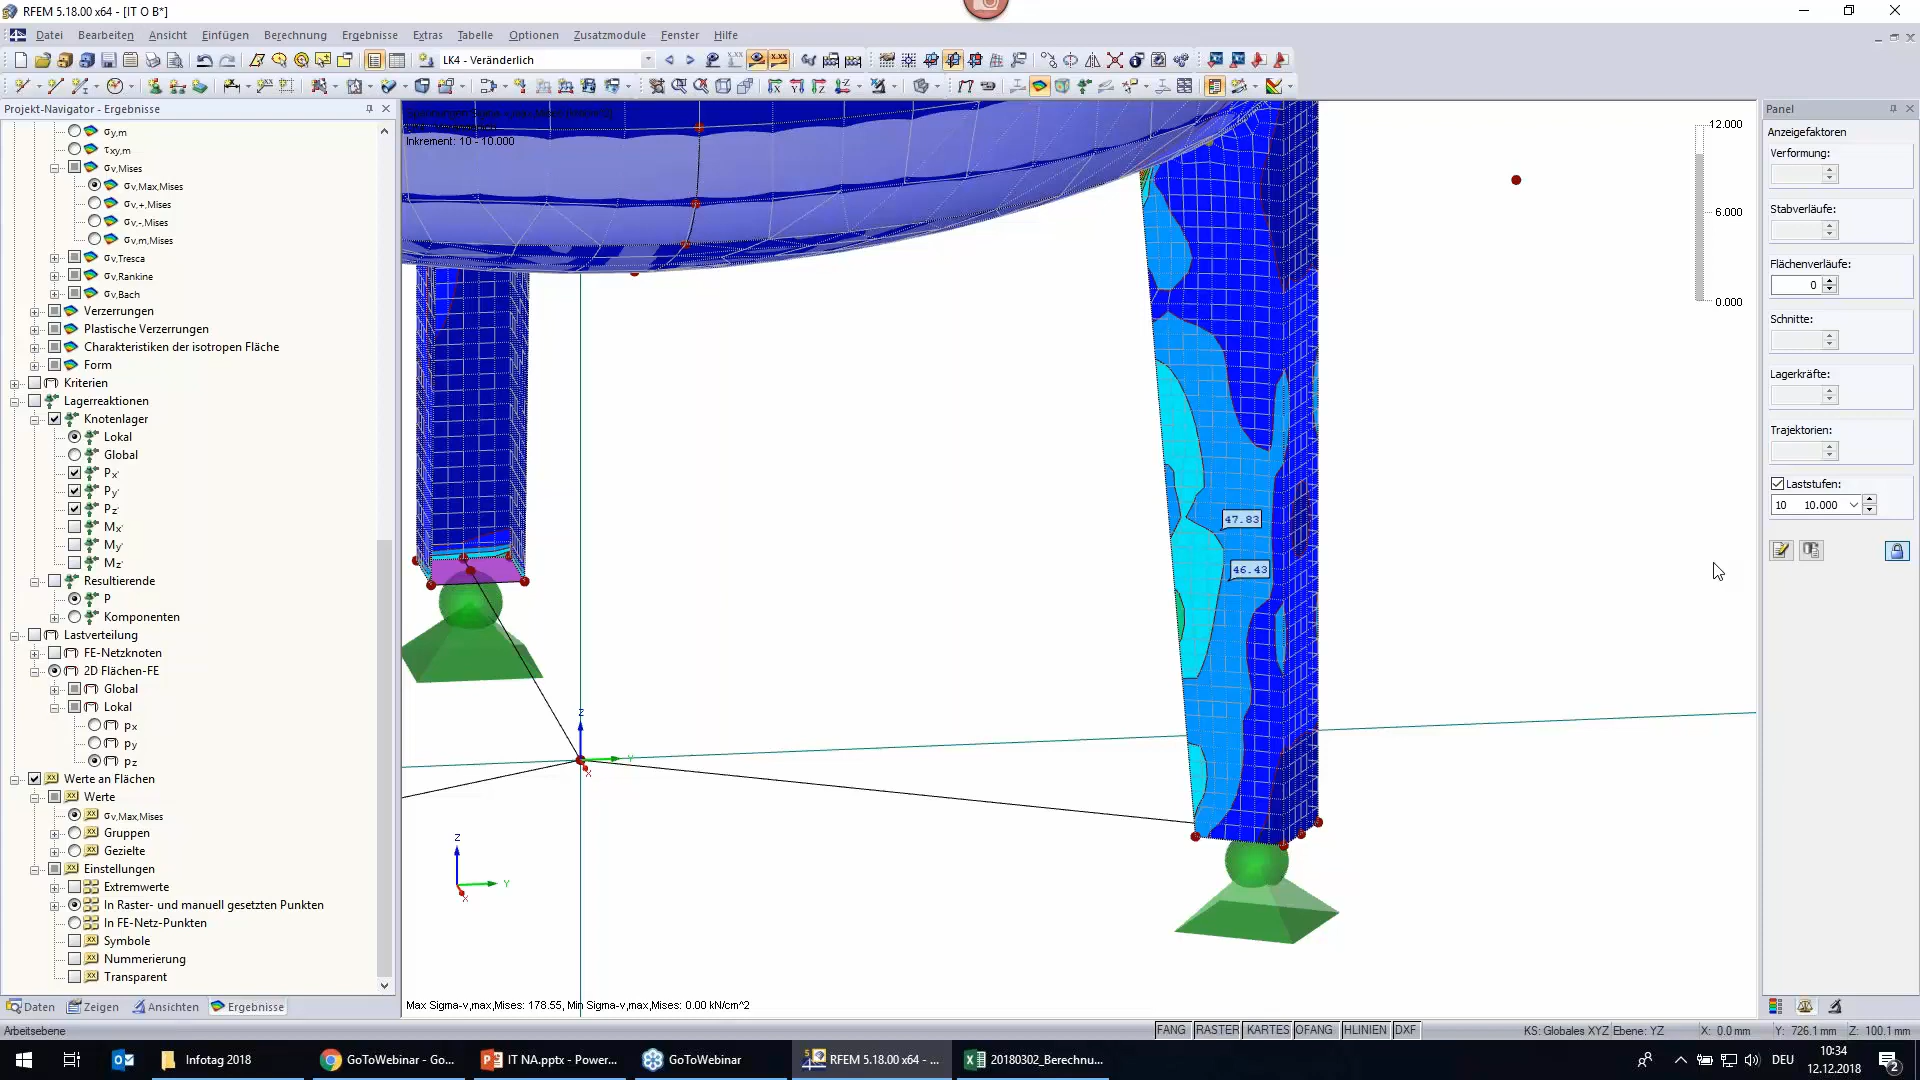 RFEM 5.18.00 x64 - [IT O B*]
Datei Bearbeiten Ansicht Einfügen Berechnung Ergebnisse Extras Tabelle Optionen Zusatzmodule Fenster Hilfe
LK4 - Veränderlich
Projekt-Navigator - Ergebnisse
σy,m
τxy,m
σv,Mises
σv,Max,Mises
σv,+,Mises
σv,-,Mises
σv,m,Mises
σv,Tresca
σv,Rankine
σv,Bach
Verzerrungen
Plastische Verzerrungen
Charakteristiken der isotropen Fläche
Form
Kriterien
Lagerreaktionen
Knotenlager
Lokal
Global
Px'
Py'
Pz'
Mx'
My'
Mz'
Resultierende
P
Komponenten
Lastverteilung
FE-Netzknoten
2D Flächen-FE
Global
Lokal
px
py
pz
Werte an Flächen
Werte
σv,Max,Mises
Gruppen
Gezielte
Einstellungen
Extremwerte
In Raster- und manuell gesetzten Punkten
In FE-Netz-Punkten
Symbole
Nummerierung
Transparent
Daten Zeigen Ansichten Ergebnisse
Arbeitsebene
Inkrement: 10 - 10.000
12.000
6.000
0.000
47.83
46.43
Z
Y
X
Z
Y
X
Max Sigma-v,max,Mises: 178.55, Min Sigma-v,max,Mises: 0.00 kN/cm^2
Panel
Anzeigefaktoren
Verformung:
Stabverläufe:
Flächenverläufe:
0
Schnitte:
Lagerkräfte:
Trajektorien:
Laststufen:
10 10.000
FANG RASTER KARTES OFANG HLINIEN DXF
KS: Globales XYZ Ebene: YZ X: 0.0 mm Y: 726.1 mm Z: 100.1 mm
Infotag 2018
GoToWebinar - Go...
IT NA.pptx - Power...
GoToWebinar
RFEM 5.18.00 x64 - ...
20180302_Berechnu...
DEU
10:34
12.12.2018
2